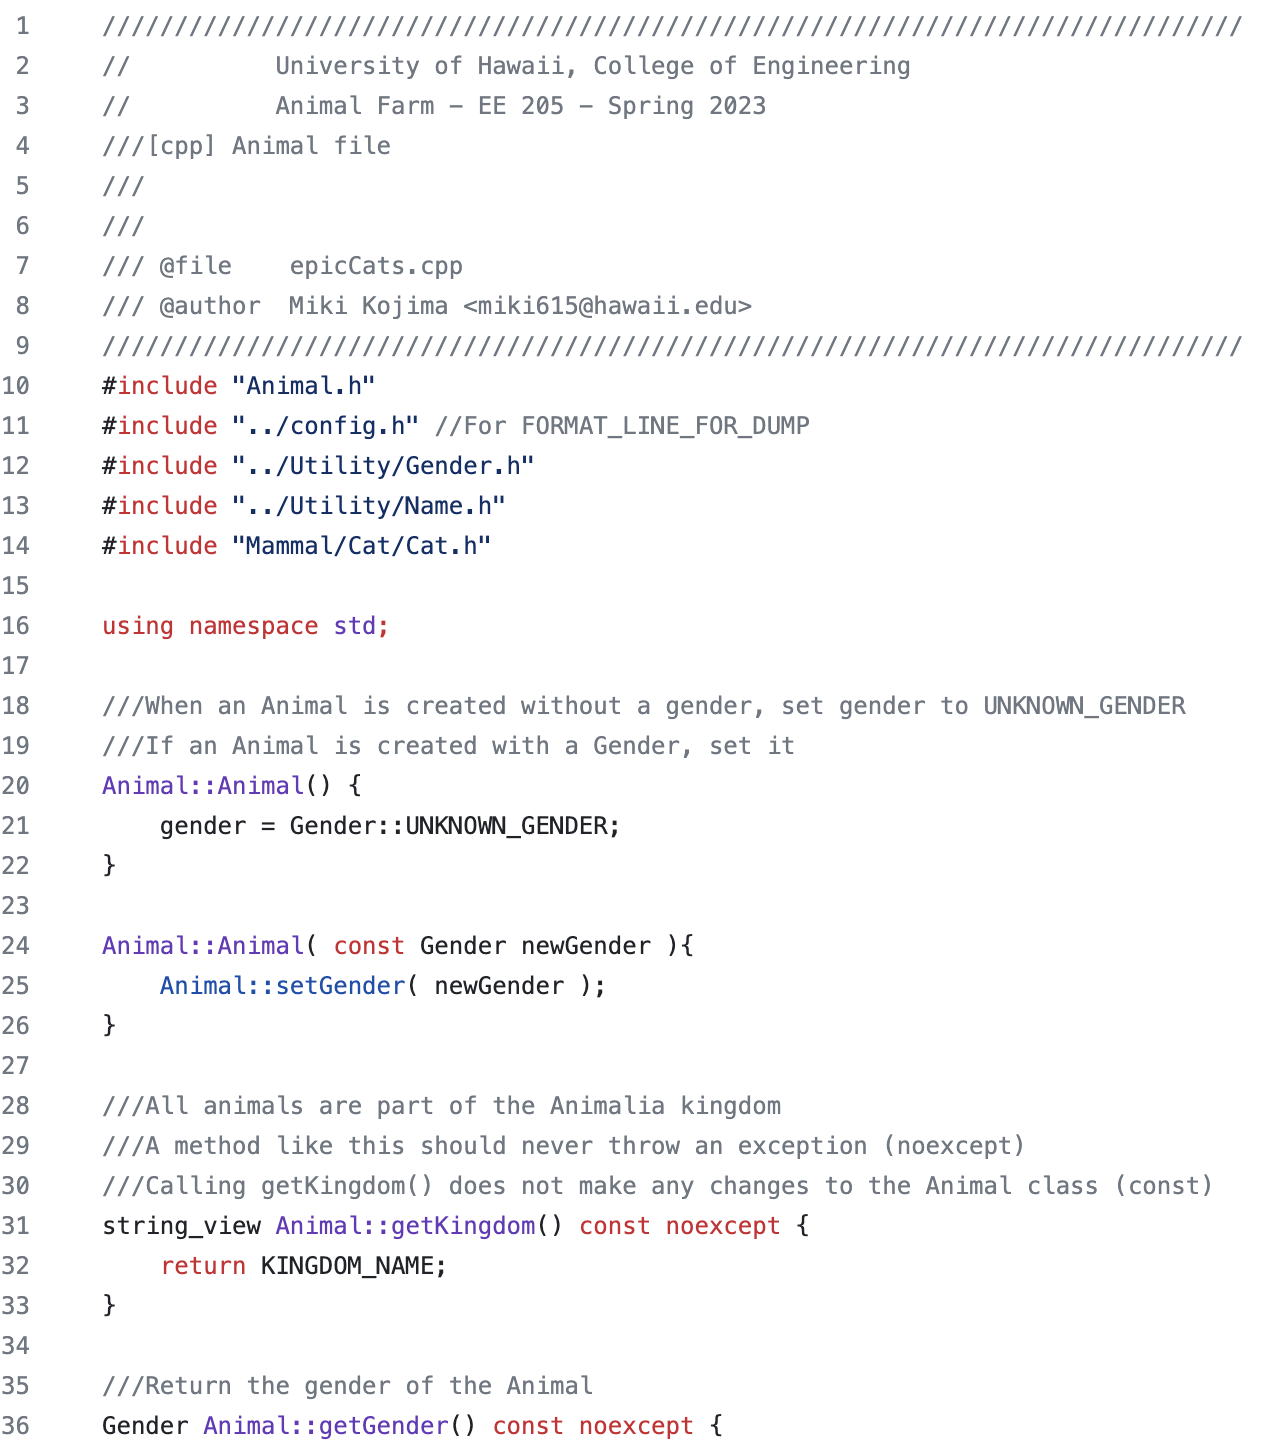 1 ///////////////////////////////////////////////////////////////////////////////
2 //          University of Hawaii, College of Engineering
3 //          Animal Farm - EE 205 - Spring 2023
4 ///[cpp] Animal file
5 ///
6 ///
7 /// @file    epicCats.cpp
8 /// @author  Miki Kojima <miki615@hawaii.edu>
9 ///////////////////////////////////////////////////////////////////////////////
10 #include "Animal.h"
11 #include "../config.h" //For FORMAT_LINE_FOR_DUMP
12 #include "../Utility/Gender.h"
13 #include "../Utility/Name.h"
14 #include "Mammal/Cat/Cat.h"
15
16 using namespace std;
17
18 ///When an Animal is created without a gender, set gender to UNKNOWN_GENDER
19 ///If an Animal is created with a Gender, set it
20 Animal::Animal() {
21     gender = Gender::UNKNOWN_GENDER;
22 }
23
24 Animal::Animal( const Gender newGender ){
25     Animal::setGender( newGender );
26 }
27
28 ///All animals are part of the Animalia kingdom
29 ///A method like this should never throw an exception (noexcept)
30 ///Calling getKingdom() does not make any changes to the Animal class (const)
31 string_view Animal::getKingdom() const noexcept {
32     return KINGDOM_NAME;
33 }
34
35 ///Return the gender of the Animal
36 Gender Animal::getGender() const noexcept {